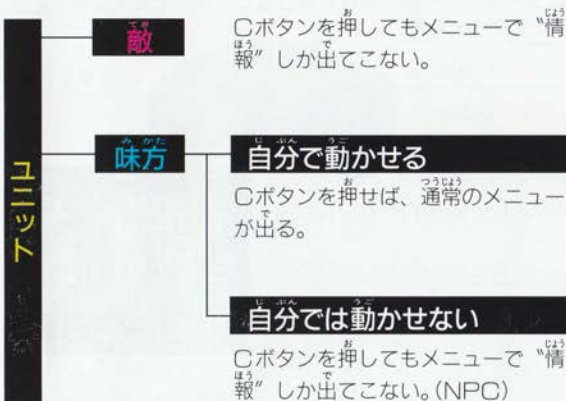 ユニット
敵
Cボタンを押してもメニューで〝情
報〟しか出てこない。
味方
自分で動かせる
Cボタンを押せば、通常のメニュー
が出る。
自分では動かせない
Cボタンを押してもメニューで〝情
報〟しか出てこない。(NPC)